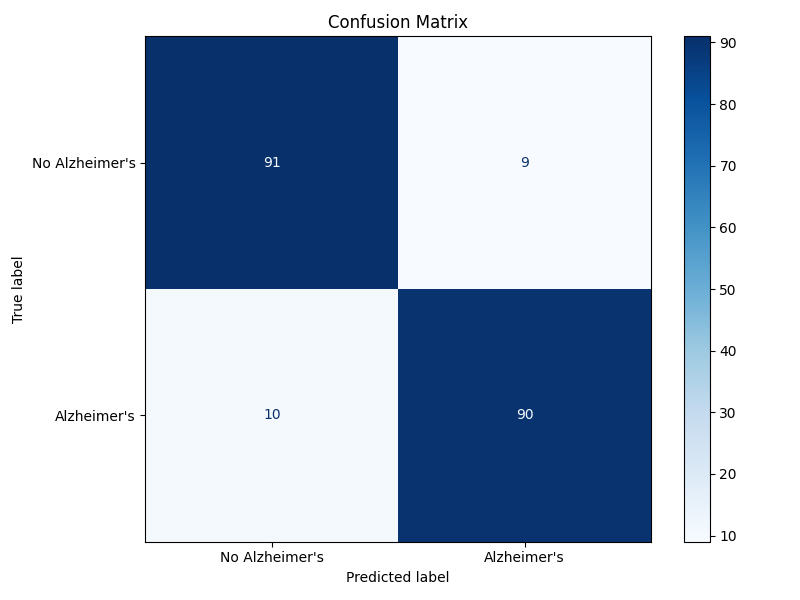 Confusion Matrix
True label
No Alzheimer's
Alzheimer's
91
9
10
90
No Alzheimer's
Alzheimer's
Predicted label
90
80
70
60
50
40
30
20
10